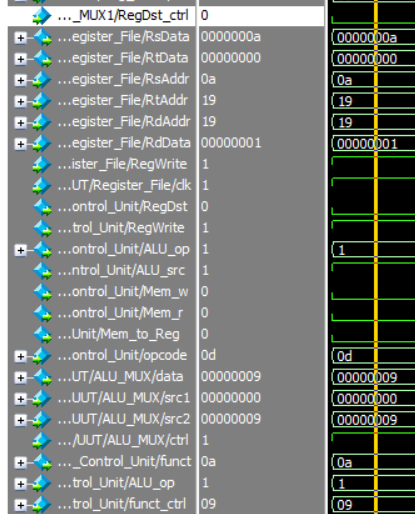 ..._MUX1/RegDst_ctrl 0
...egister_File/RsData 0000000a 0000000a
...egister_File/RtData 00000000 00000000
...egister_File/RsAddr 0a 0a
...egister_File/RtAddr 19 19
...egister_File/RdAddr 19 19
...egister_File/RdData 00000001 00000001
...ister_File/RegWrite 1
...UT/Register_File/clk 1
...ontrol_Unit/RegDst 0
...trol_Unit/RegWrite 1
...ontrol_Unit/ALU_op 1 1
...ntrol_Unit/ALU_src 1
...ontrol_Unit/Mem_w 0
...ontrol_Unit/Mem_r 0
...Unit/Mem_to_Reg 0
...ontrol_Unit/opcode 0d 0d
...UT/ALU_MUX/data 00000009 00000009
...UUT/ALU_MUX/src1 00000000 00000000
...UUT/ALU_MUX/src2 00000009 00000009
.../UUT/ALU_MUX/ctrl 1
..._Control_Unit/funct 0a 0a
...trol_Unit/ALU_op 1 1
...trol_Unit/funct_ctrl 09 09